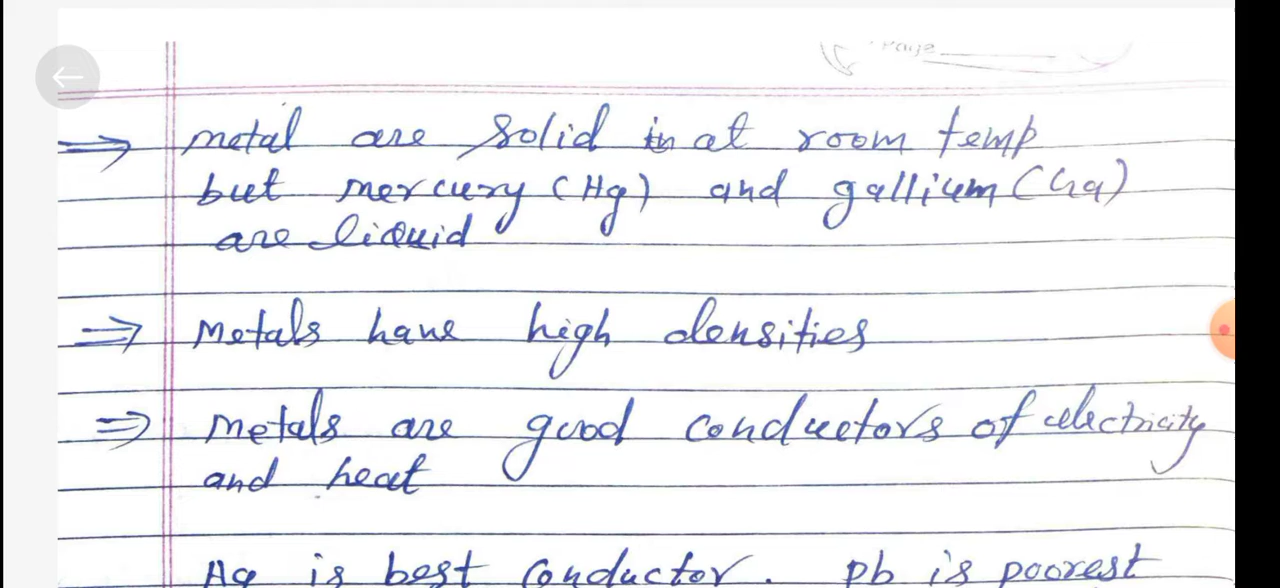 Page
⇒ metal are solid in at room temp
but mercury (Hg) and gallium (Ga)
are liquid
⇒ Metals have high densities
⇒ metals are good conductors of electricity
and heat
Ag is best conductor. Pb is poorest